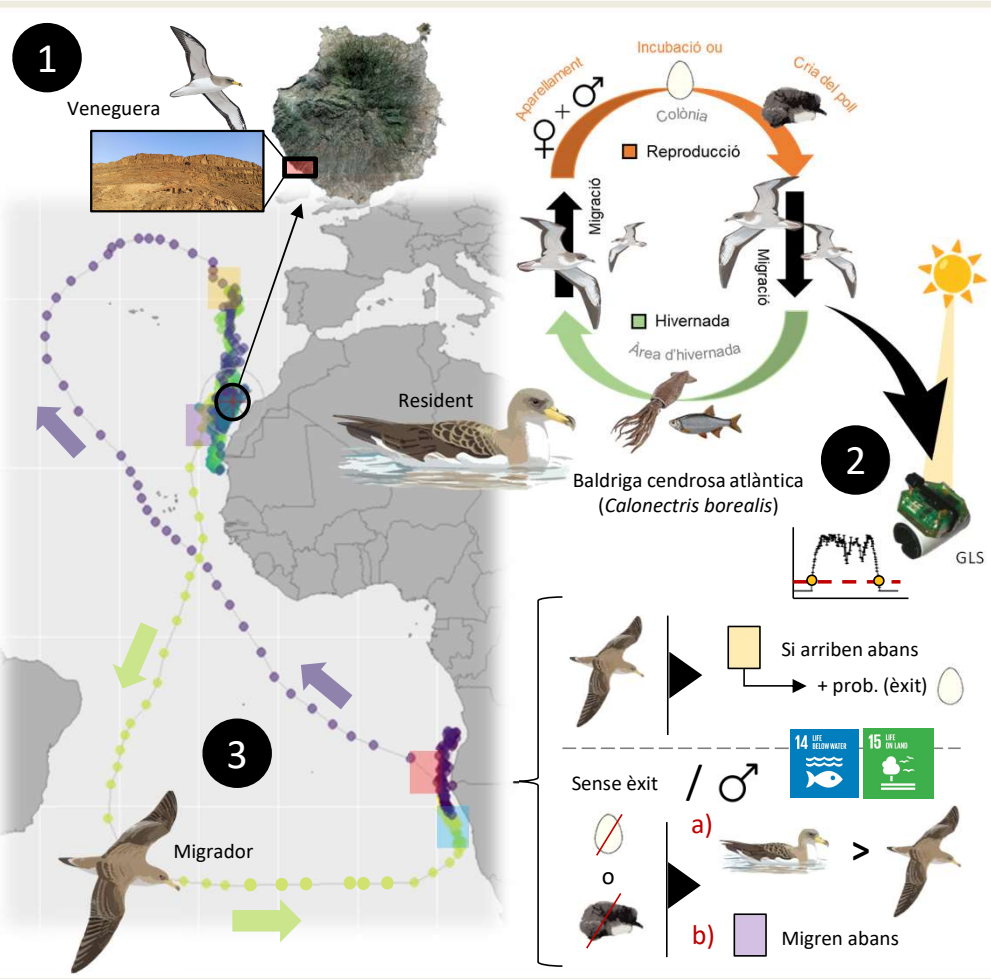 1
Veneguera
Aparellament
Incubació ou
Cria del poll
Colònia
Reproducció
Migració
Migració
Hivernada
Àrea d'hivernada
Resident
Baldriga cendrosa atlàntica
(Calonectris borealis)
2
GLS
Si arriben abans
+ prob. (èxit)
3
Migrador
14 LIFE
BELOW WATER
15 LIFE
ON LAND
Sense èxit
/ ♂
a)
>
o
b)
Migren abans